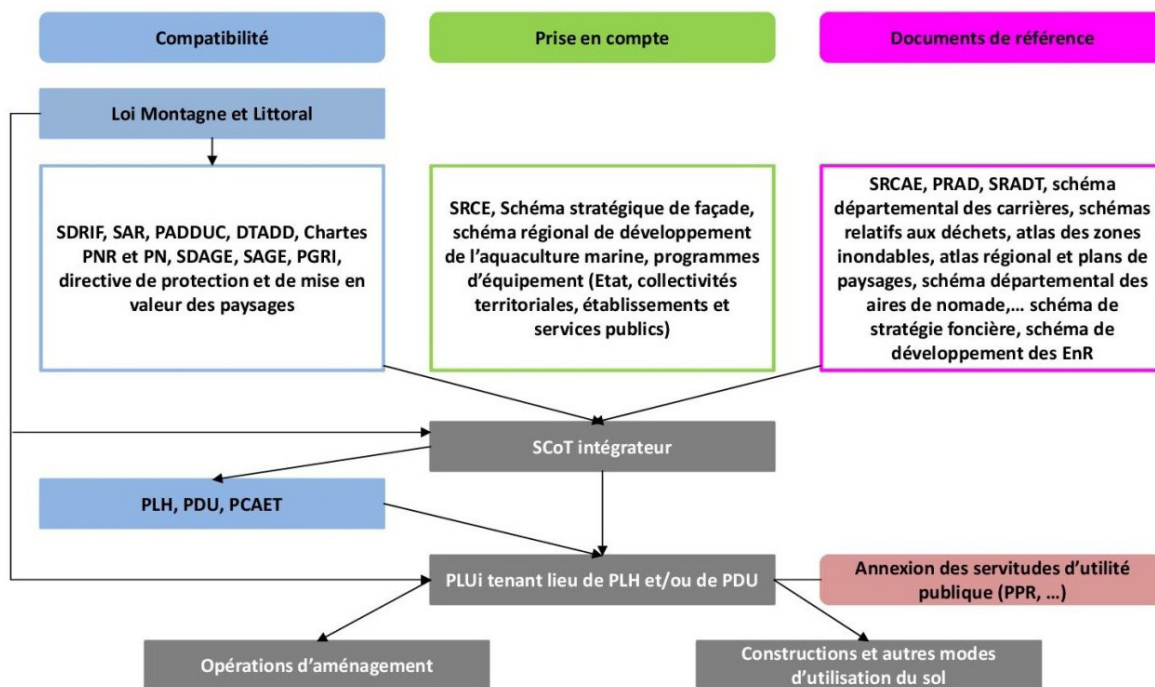 Compatibilité
Prise en compte
Documents de référence
Loi Montagne et Littoral
SDRIF, SAR, PADDUC, DTADD, Chartes
PNR et PN, SDAGE, SAGE, PGRI,
directive de protection et de mise en
valeur des paysages
SRCE, Schéma stratégique de façade,
schéma régional de développement
de l'aquaculture marine, programmes
d'équipement (Etat, collectivités
territoriales, établissements et
services publics)
SRCAE, PRAD, SRADT, schéma
départemental des carrières, schémas
relatifs aux déchets, atlas des zones
inondables, atlas régional et plans de
paysages, schéma départemental des
aires de nomade,... schéma de
stratégie foncière, schéma de
développement des EnR
SCoT intégrateur
PLH, PDU, PCAET
PLUi tenant lieu de PLH et/ou de PDU
Annexion des servitudes d'utilité
publique (PPR, ...)
Opérations d'aménagement
Constructions et autres modes
d'utilisation du sol